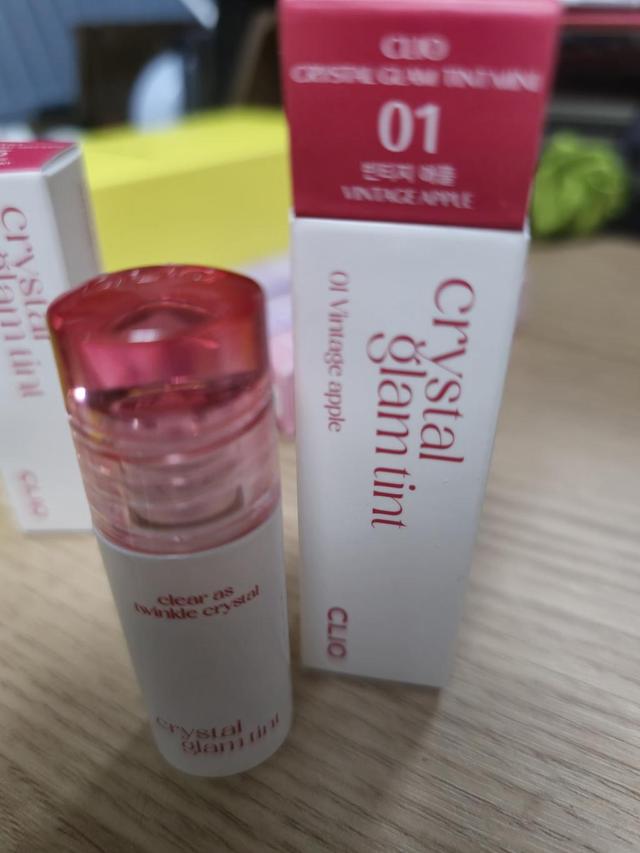 CLIO
CRYSTAL GLAM TINT MINI
01
빈티지 애플
VINTAGE APPLE
crystal
glam tint
01 Vintage apple
CLIO
crystal
glam tint
CLIO
clear as
twinkle crystal
crystal
glam tint